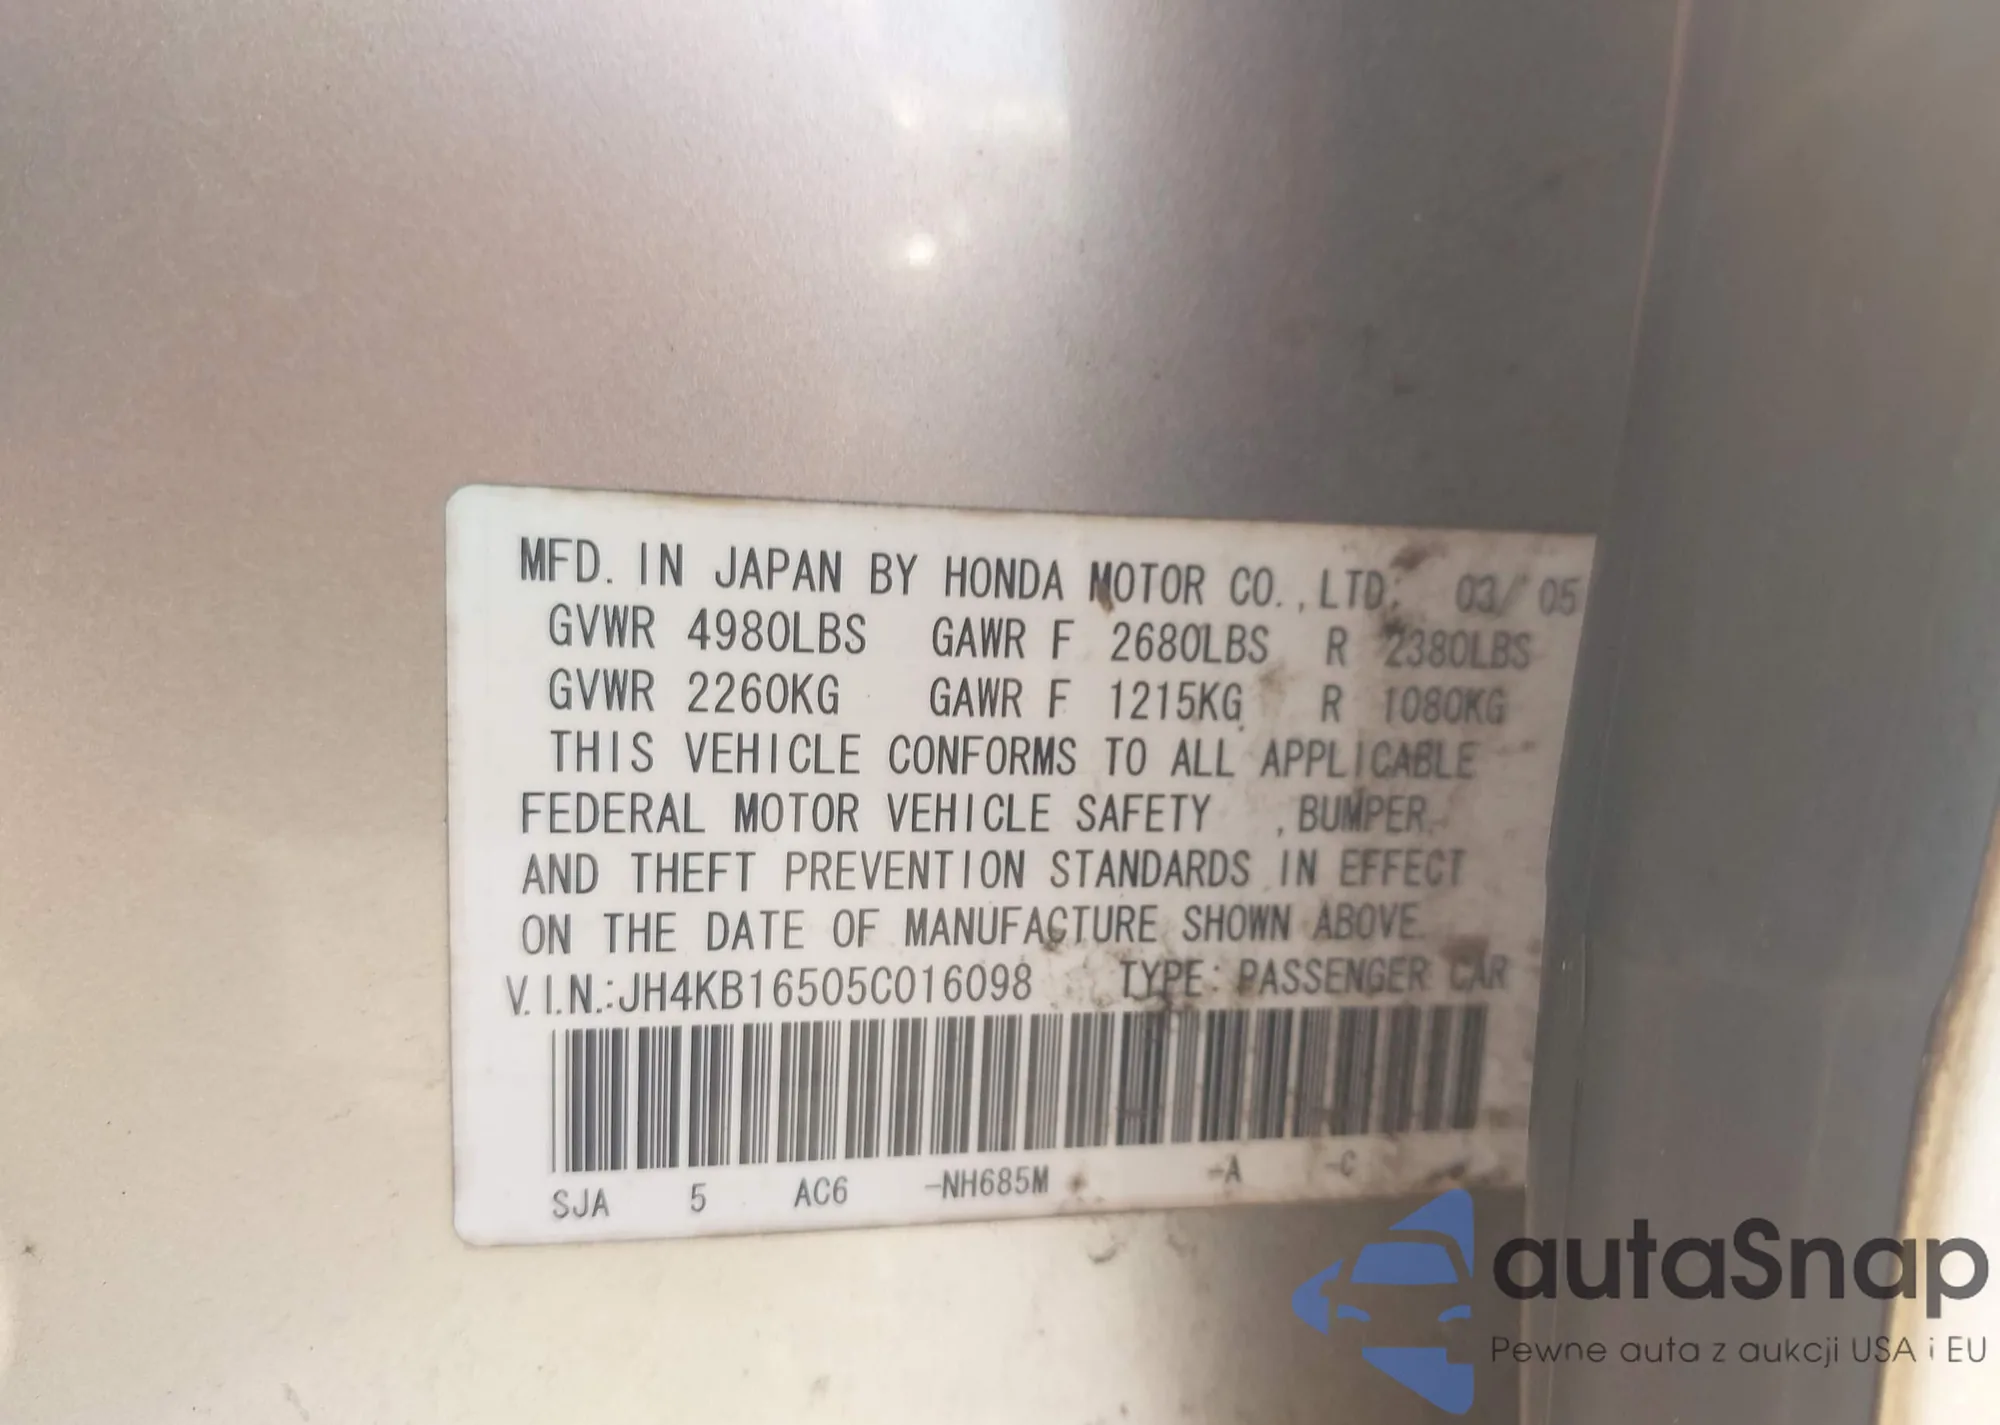 MFD. IN JAPAN BY HONDA MOTOR CO., LTD. 03/ 05
GVWR 4980LBS GAWR F 2680LBS R 2380LBS
GVWR 2260KG GAWR F 1215KG R 1080KG
THIS VEHICLE CONFORMS TO ALL APPLICABLE
FEDERAL MOTOR VEHICLE SAFETY , BUMPER,
AND THEFT PREVENTION STANDARDS IN EFFECT
ON THE DATE OF MANUFACTURE SHOWN ABOVE.
V.I.N.:JH4KB16505C016098 TYPE: PASSENGER CAR
SJA 5 AC6 -NH685M -A -C
autaSnap
Pewne auta z aukcji USA i EU